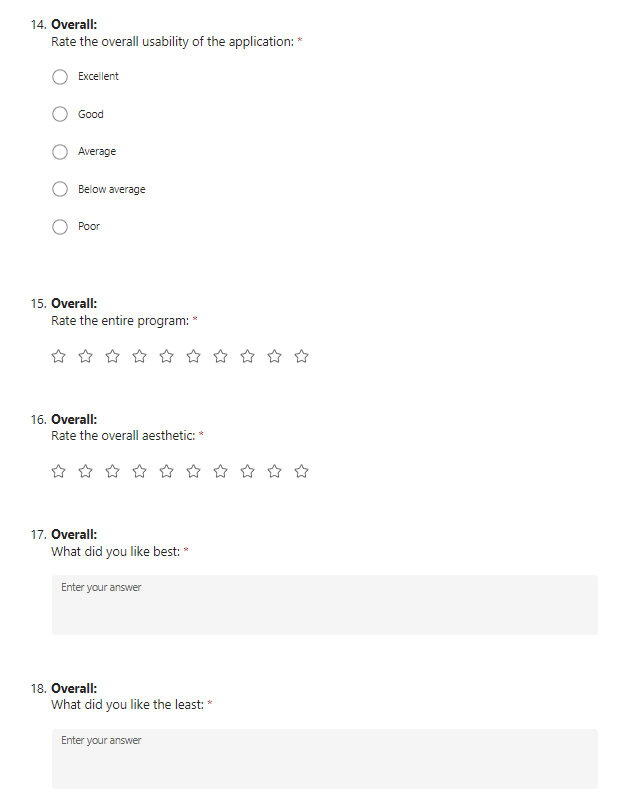 14. Overall:
Rate the overall usability of the application: *
Excellent
Good
Average
Below average
Poor
15. Overall:
Rate the entire program: *
16. Overall:
Rate the overall aesthetic: *
17. Overall:
What did you like best: *
Enter your answer
18. Overall:
What did you like the least: *
Enter your answer